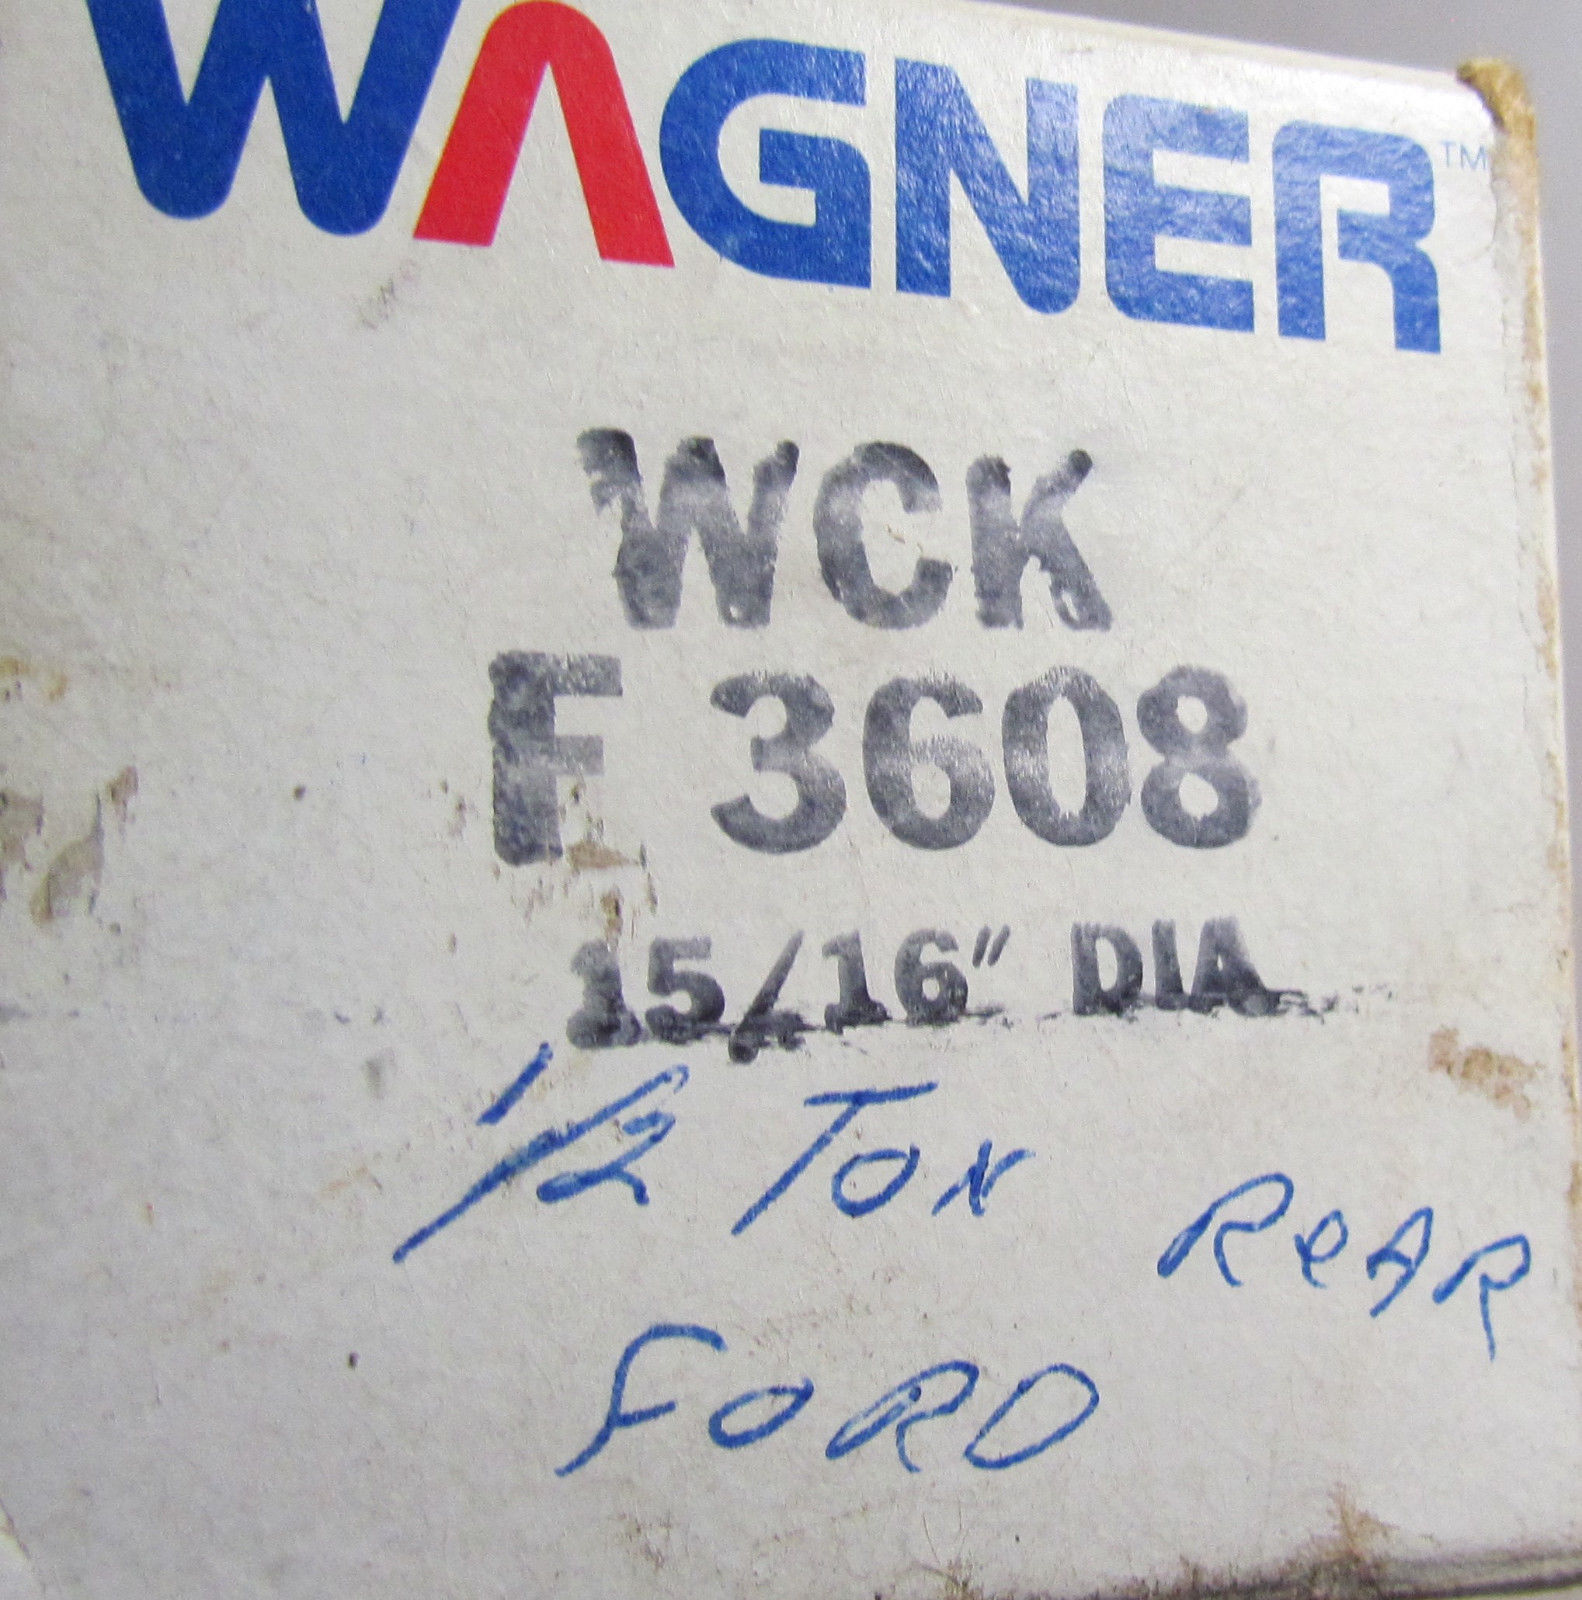 WAGNER™
WCK
F 3608
15/16" DIA
1/2 Ton ReAR
FORD